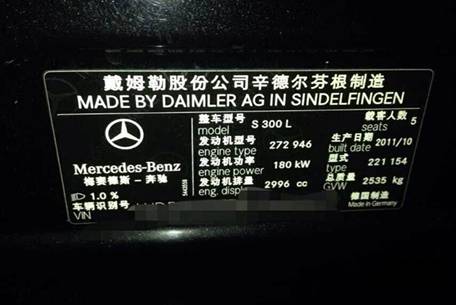 戴姆勒股份公司辛德尔芬根制造
MADE BY DAIMLER AG IN SINDELFINGEN
整车型号 S 300 L 载客人数 5
model seats
发动机型号 272 946 生产日期 2011/10
engine type built date
发动机功率 180 kW 型式 221 154
engine power type
发动机排量 2996 cc 总质量 2535 kg
eng. displ. GVW
Mercedes-Benz
梅赛德斯-奔驰
1.0 %
车辆识别号
VIN
德国制造
Made in Germany